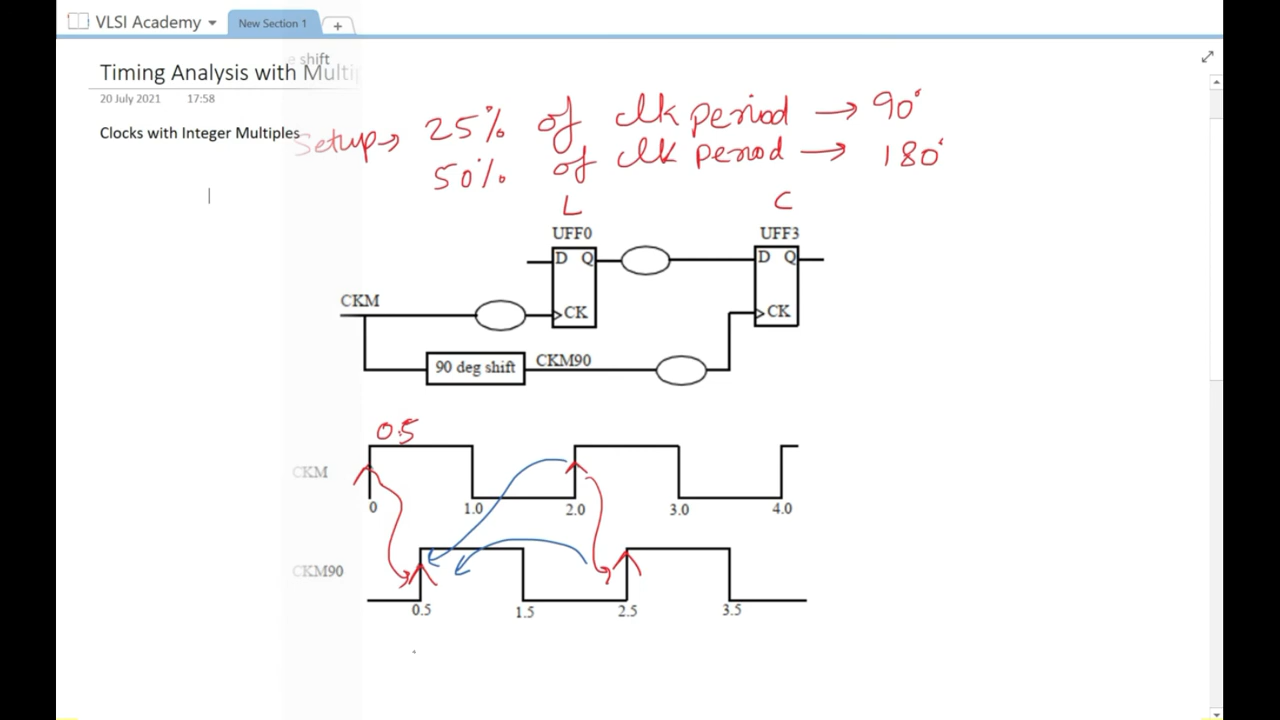 VLSI Academy
New Section 1
+
e shift
Timing Analysis with Multip
20 July 2021 17:58
Clocks with Integer Multiples
Setup → 25% of clk period → 90°
50% of clk period → 180°
L C
UFF0 UFF3
D Q D Q
CKM
CK CK
90 deg shift CKM90
0.5
CKM
0 1.0 2.0 3.0 4.0
CKM90
0.5 1.5 2.5 3.5